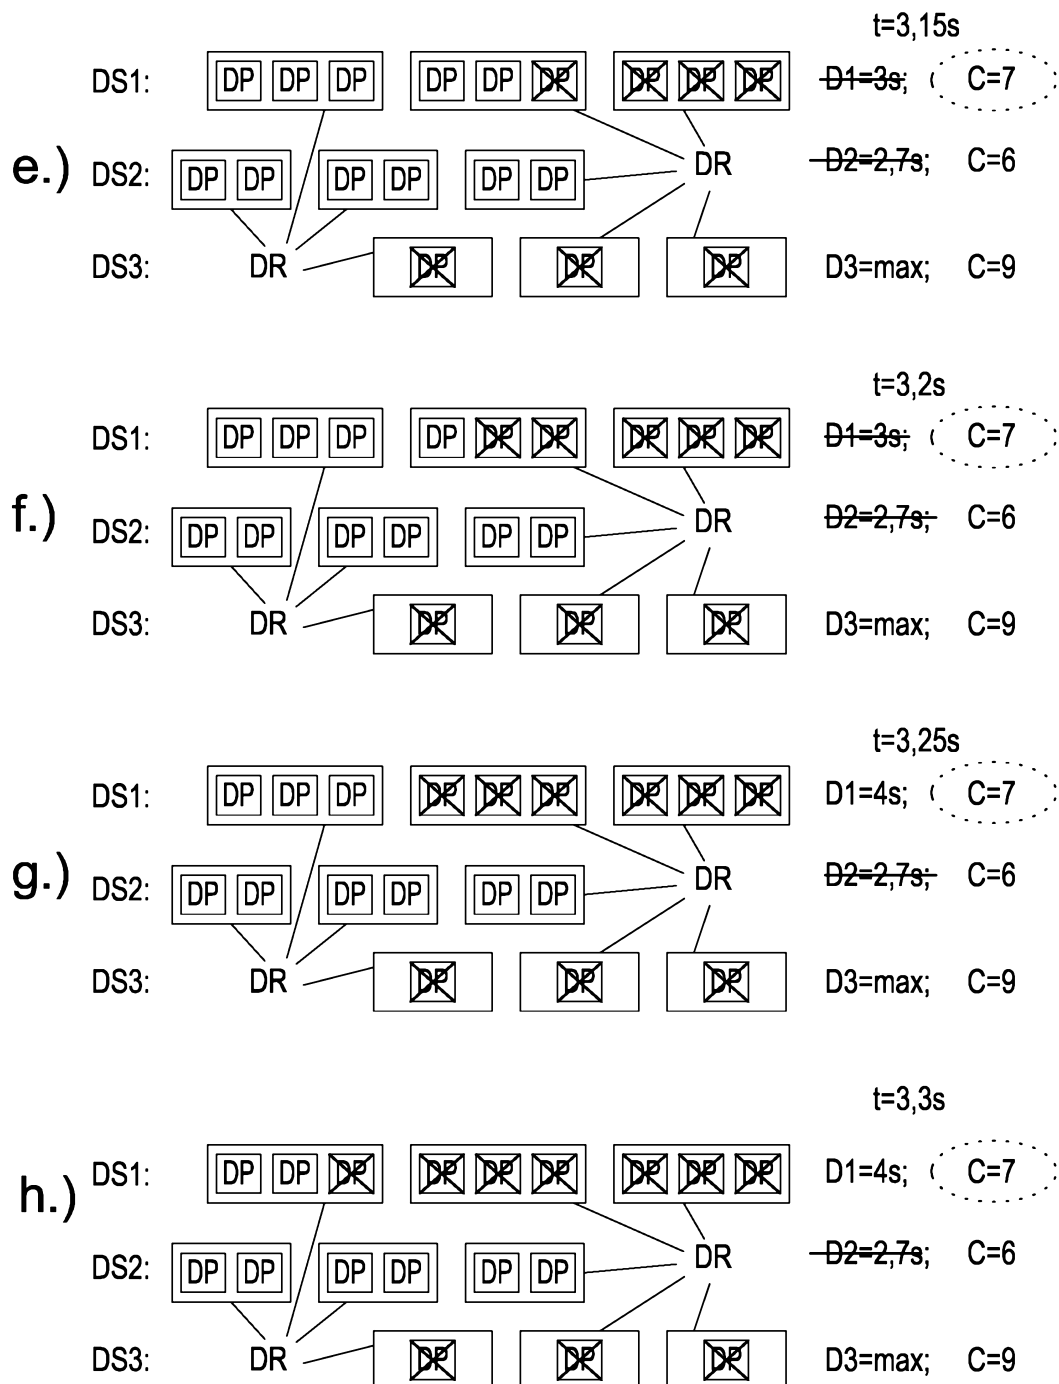 t=3,15s
DS1: DP DP DP DP DP DP DP DP DP D1=3s; C=7
e.) DS2: DP DP DP DP DP DP DR D2=2,7s; C=6
DS3: DR DP DP DP D3=max; C=9
t=3,2s
DS1: DP DP DP DP DP DP DP DP DP D1=3s; C=7
f.) DS2: DP DP DP DP DP DP DR D2=2,7s; C=6
DS3: DR DP DP DP D3=max; C=9
t=3,25s
DS1: DP DP DP DP DP DP DP DP DP D1=4s; C=7
g.) DS2: DP DP DP DP DP DP DR D2=2,7s; C=6
DS3: DR DP DP DP D3=max; C=9
t=3,3s
DS1: DP DP DP DP DP DP DP DP DP D1=4s; C=7
h.) DS2: DP DP DP DP DP DP DR D2=2,7s; C=6
DS3: DR DP DP DP D3=max; C=9